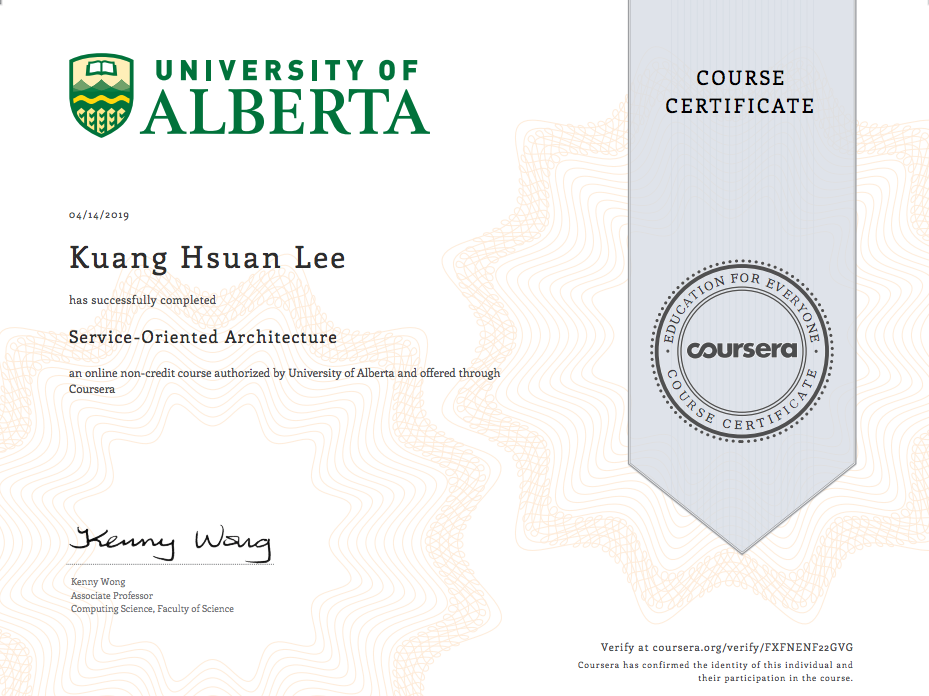 UNIVERSITY OF
ALBERTA
COURSE
CERTIFICATE
04/14/2019
Kuang Hsuan Lee
has successfully completed
Service-Oriented Architecture
an online non-credit course authorized by University of Alberta and offered through
Coursera
EDUCATION FOR EVERYONE
coursera
COURSE CERTIFICATE
Kenny Wong
Kenny Wong
Associate Professor
Computing Science, Faculty of Science
Verify at coursera.org/verify/FXFNENF22GVG
Coursera has confirmed the identity of this individual and
their participation in the course.